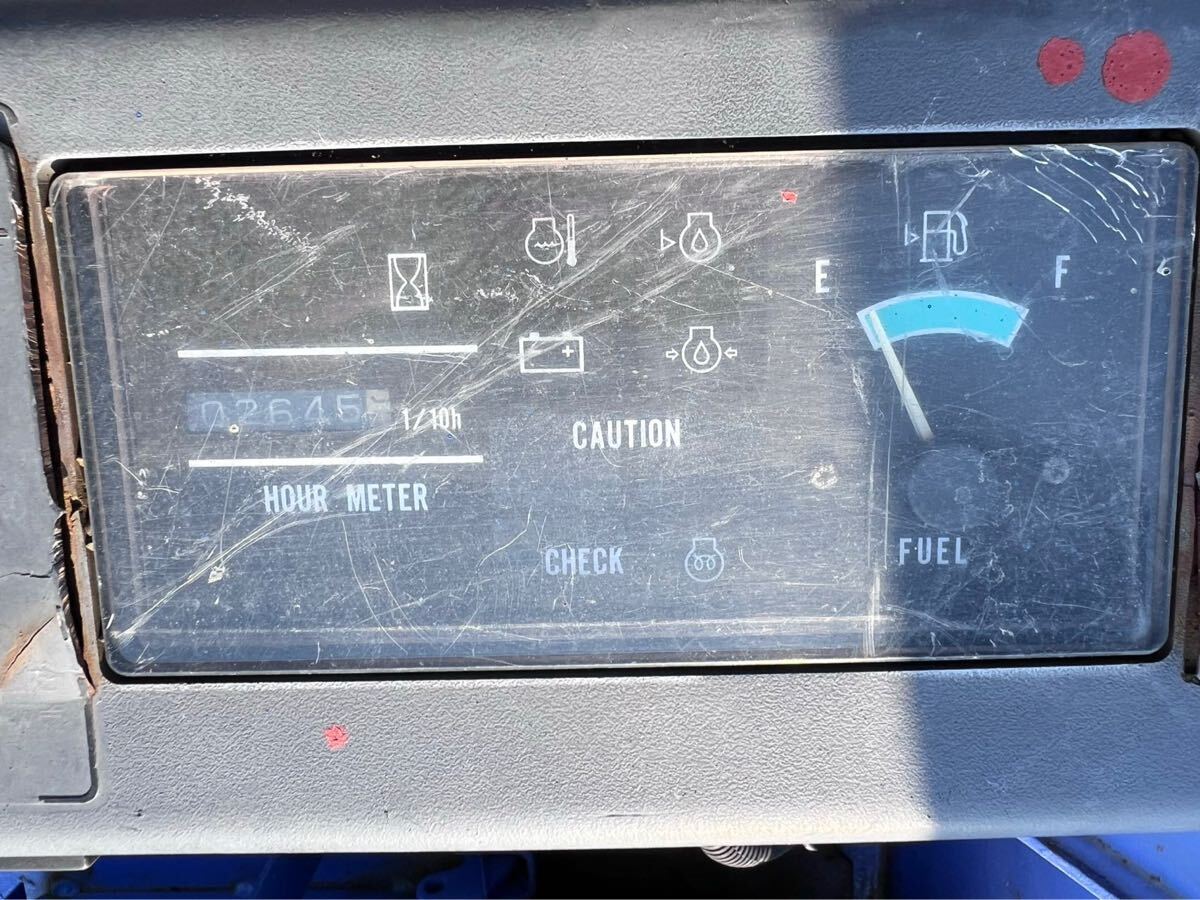 E F
02645
1/10h
CAUTION
HOUR METER
CHECK
FUEL